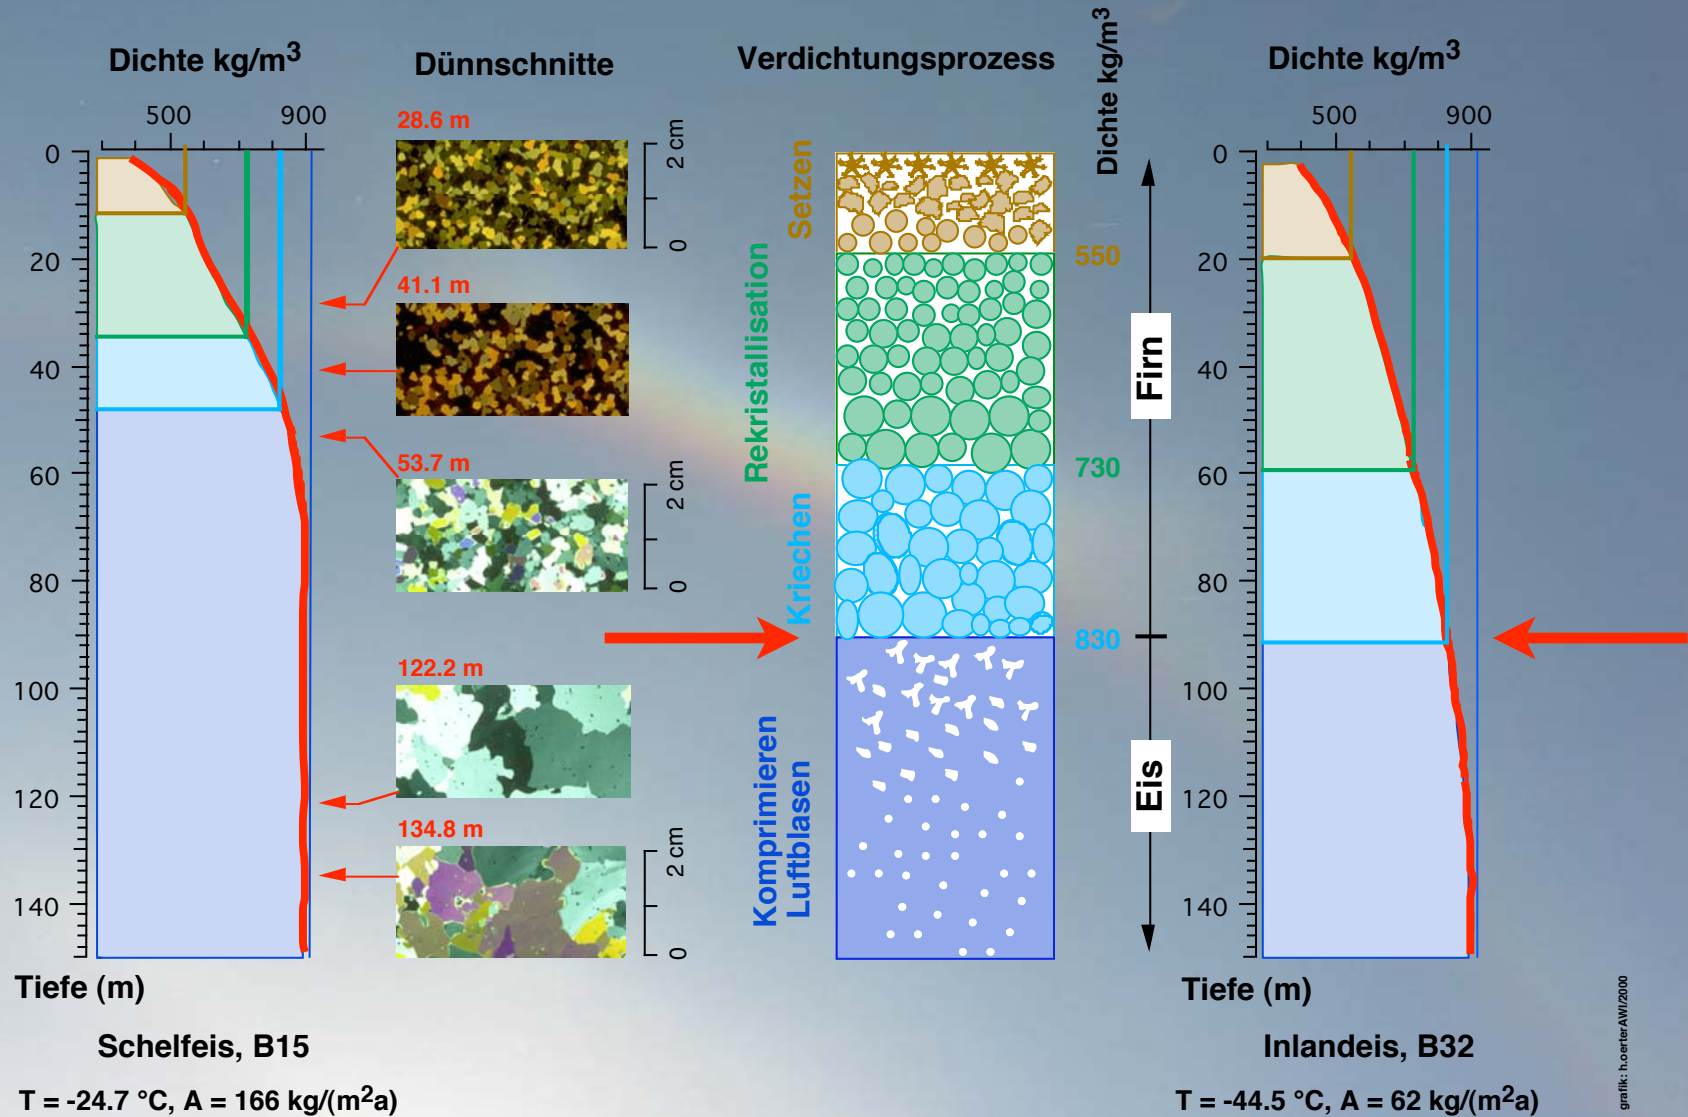 Dichte kg/m³
500 900
0
20
40
60
80
100
120
140
Tiefe (m)
Schelfeis, B15
T = -24.7 °C, A = 166 kg/(m²a)
Dünnschnitte
28.6 m
2 cm
0
41.1 m
53.7 m
2 cm
0
122.2 m
134.8 m
2 cm
0
Verdichtungsprozess
Setzen
Rekristallisation
Kriechen
Komprimieren
Luftblasen
Dichte kg/m³
550
730
830
Firn
Eis
Dichte kg/m³
500 900
0
20
40
60
80
100
120
140
Tiefe (m)
Inlandeis, B32
T = -44.5 °C, A = 62 kg/(m²a)
grafik: h.oerterAWI/2000